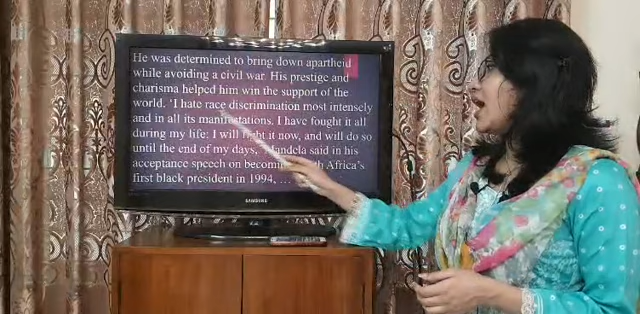 He was determined to bring down apartheid
while avoiding a civil war. His prestige and
charisma helped him win the support of the
world. ‘I hate race discrimination most intensely
and in all its manifestations. I have fought it all
during my life: I will fight it now, and will do so
until the end of my days,’ Mandela said in his
acceptance speech on becoming Africa’s
first black president in 1994, …
SAMSUNG